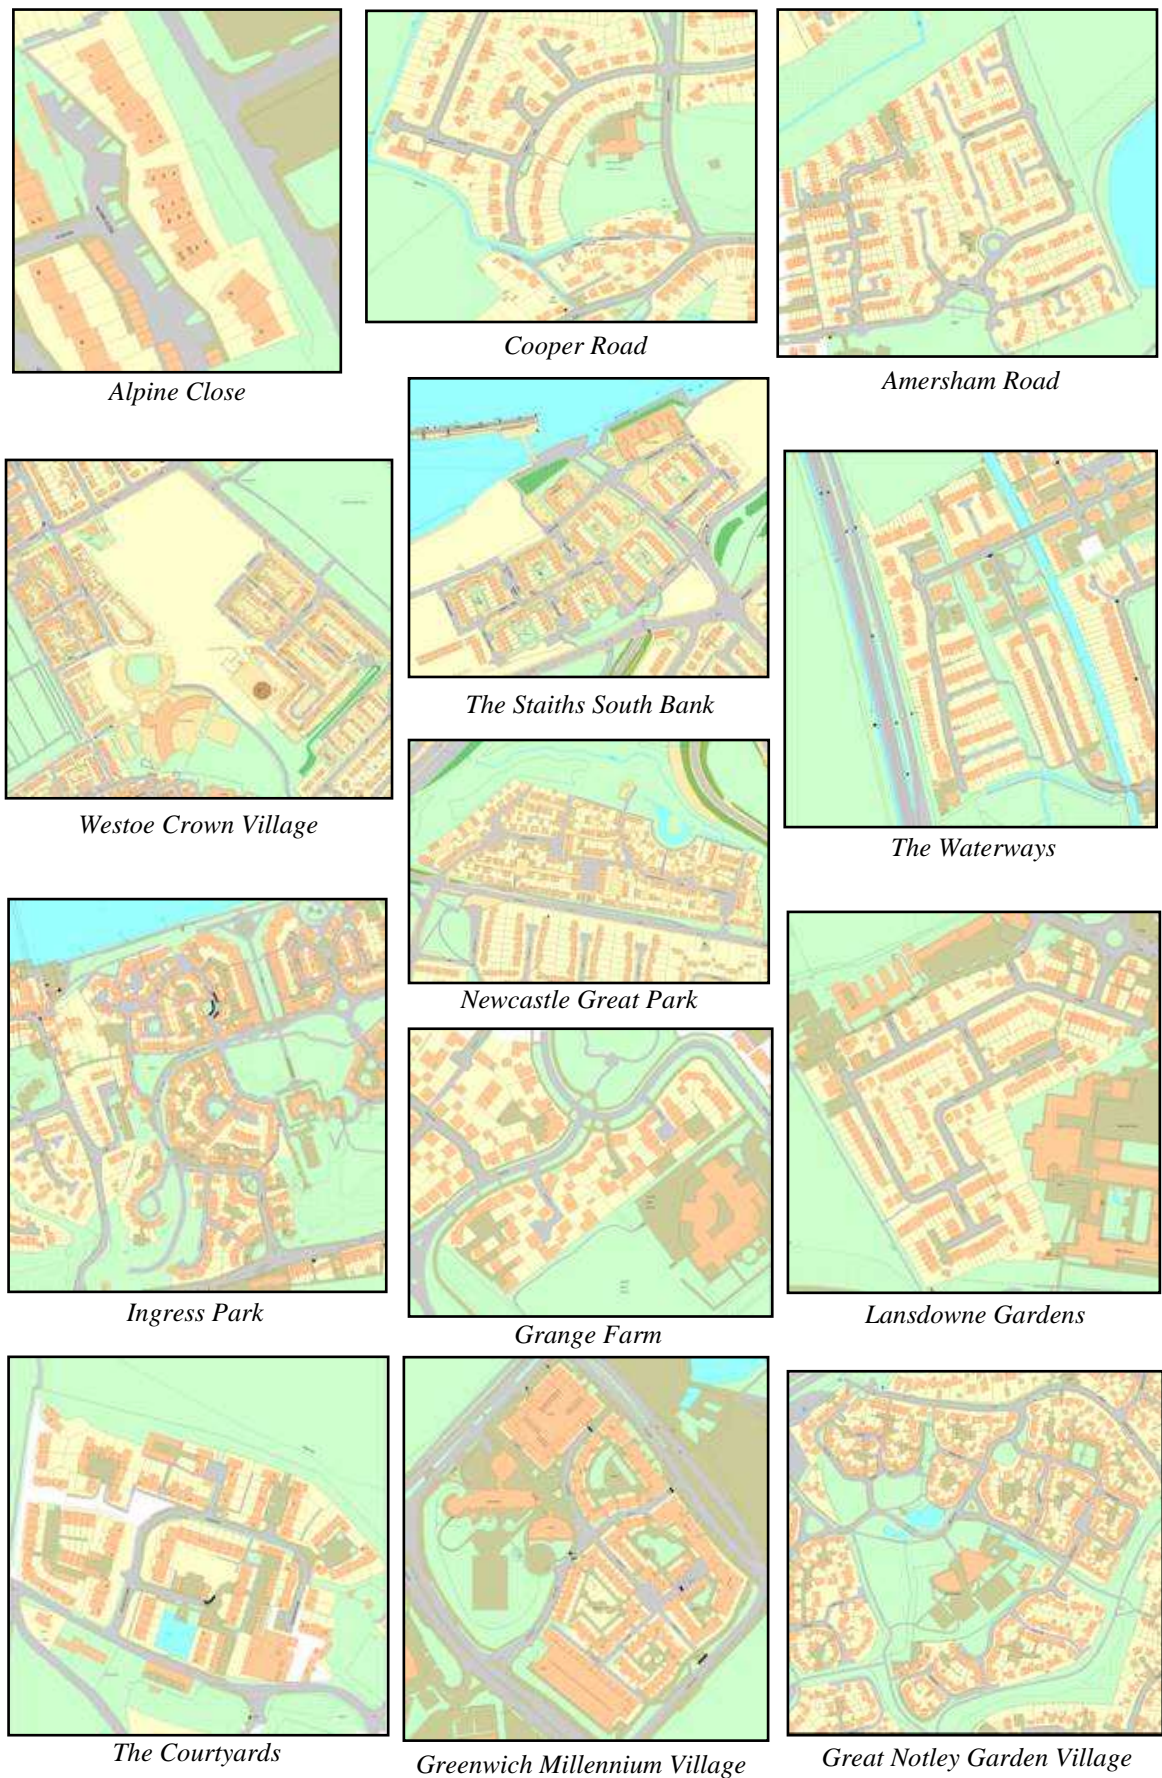 Alpine Close
Cooper Road
Amersham Road
The Staiths South Bank
Westoe Crown Village
The Waterways
Newcastle Great Park
Ingress Park
Grange Farm
Lansdowne Gardens
The Courtyards
Greenwich Millennium Village
Great Notley Garden Village